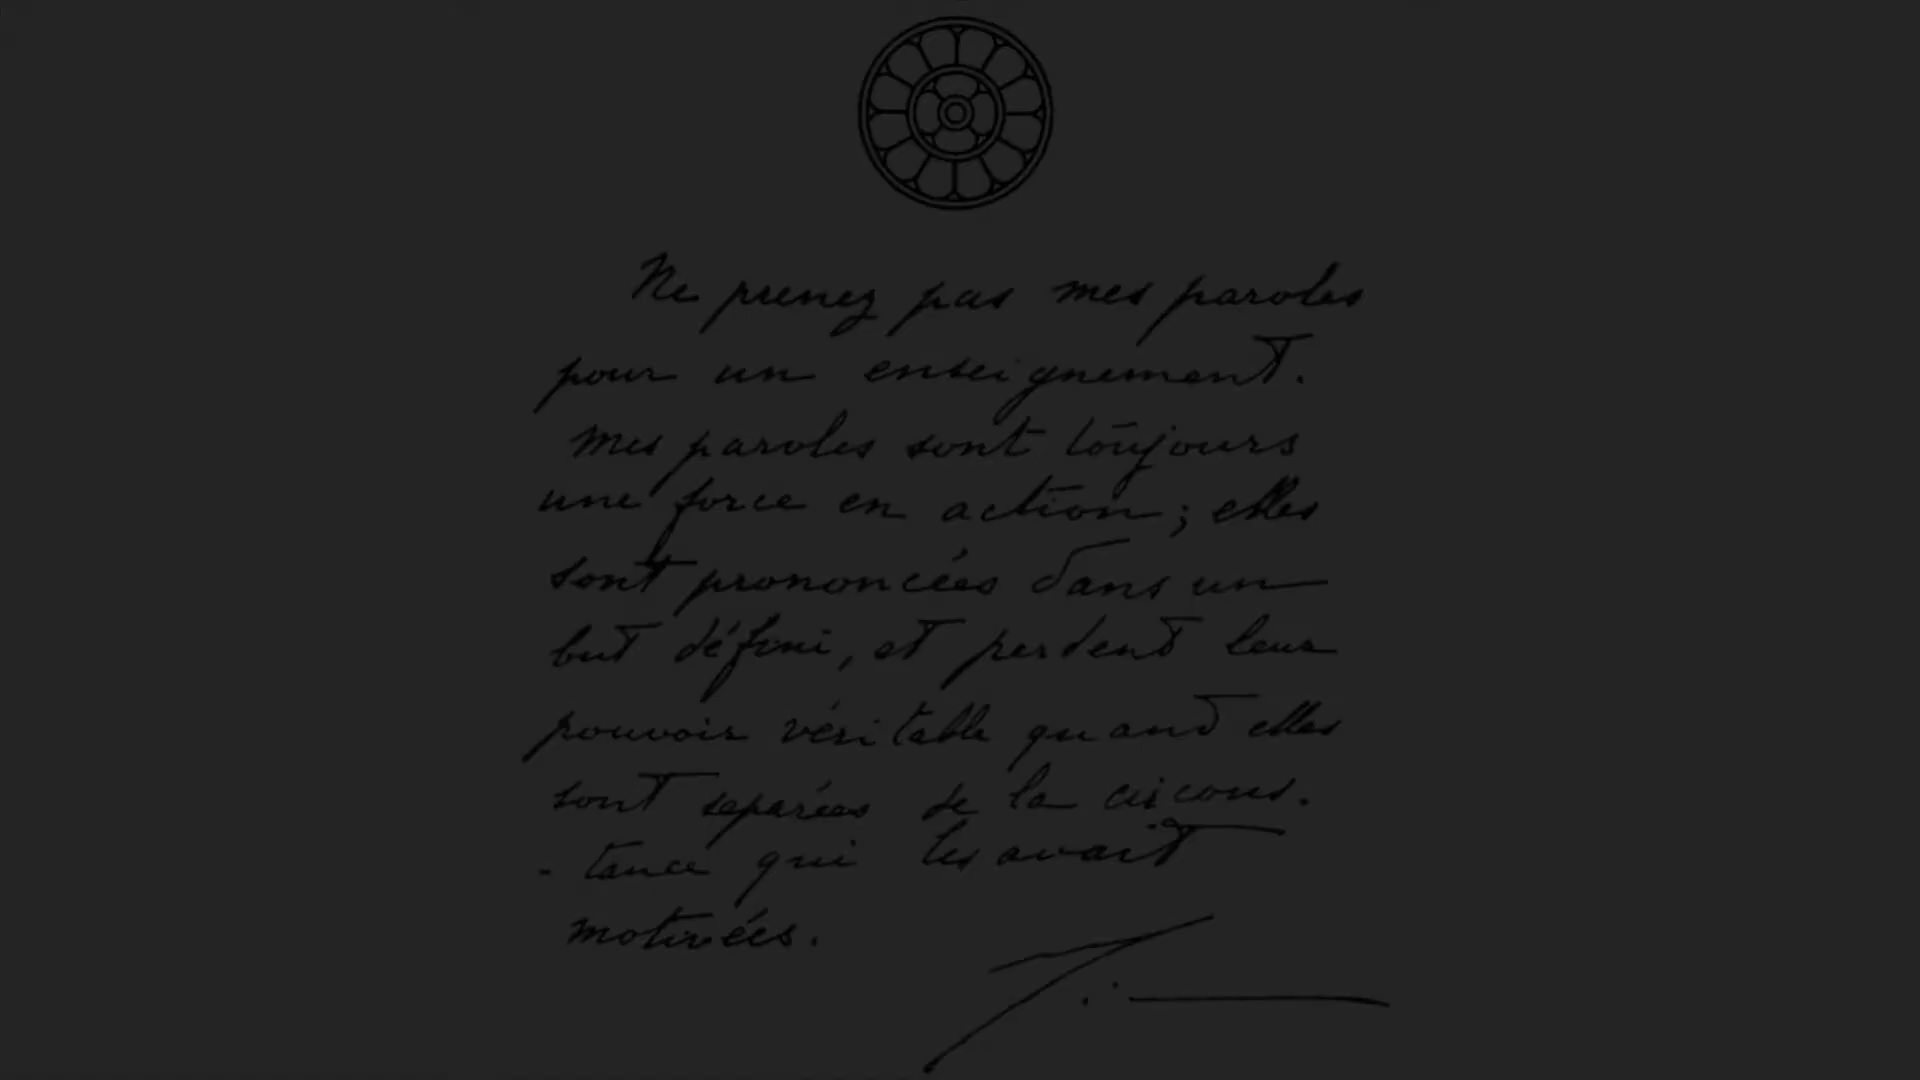 Ne prenez pas mes paroles
pour un enseignement.
Mes paroles sont toujours
une force en action ; elles
sont prononcées dans un
but défini, et perdent leur
pouvoir véritable quand elles
sont séparées de la circons.
- tance qui les avait
motivées.